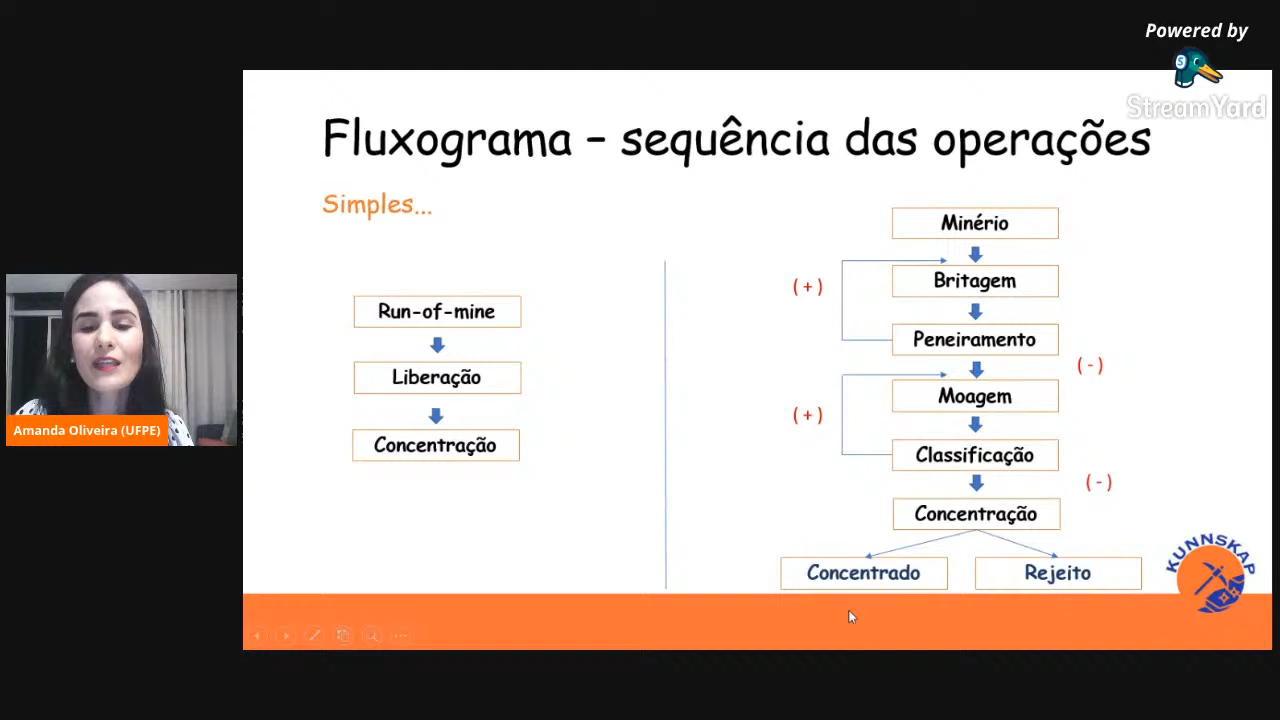 Powered by
S
StreamYard
Fluxograma – sequência das operações
Simples...
Run-of-mine
Liberação
Concentração
Minério
( + )
Britagem
Peneiramento
( - )
Moagem
( + )
Classificação
( - )
Concentração
Concentrado
Rejeito
KUNNSKAP
Amanda Oliveira (UFPE)